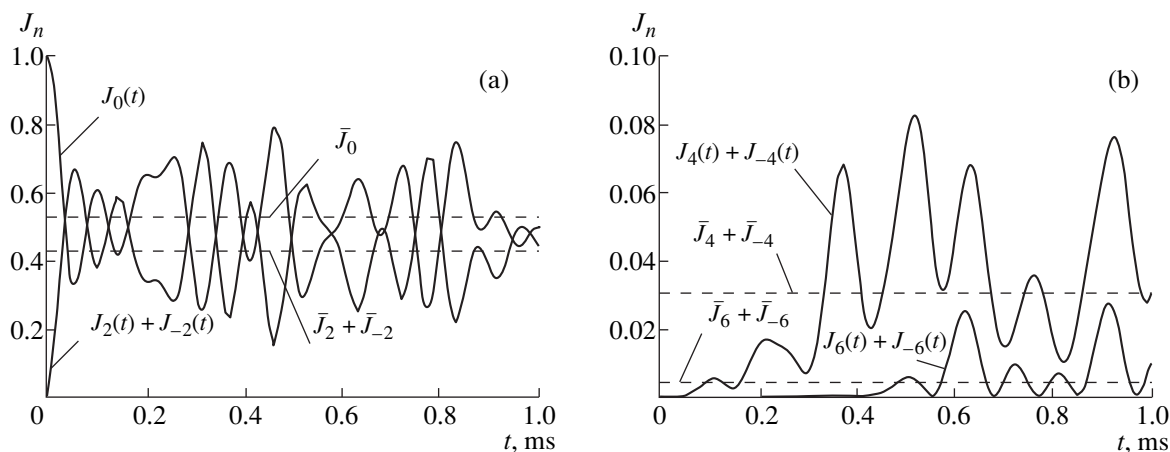 J_n
1.0
(a)
J_0(t)
0.8
J̄_0
0.6
0.4
J_2(t) + J_{-2}(t)
J̄_2 + J̄_{-2}
0.2
0 0.2 0.4 0.6 0.8 1.0
t, ms
J_n
0.10
(b)
0.08
J_4(t) + J_{-4}(t)
0.06
J̄_4 + J̄_{-4}
0.04
J̄_6 + J̄_{-6}
0.02
J_6(t) + J_{-6}(t)
0 0.2 0.4 0.6 0.8 1.0
t, ms